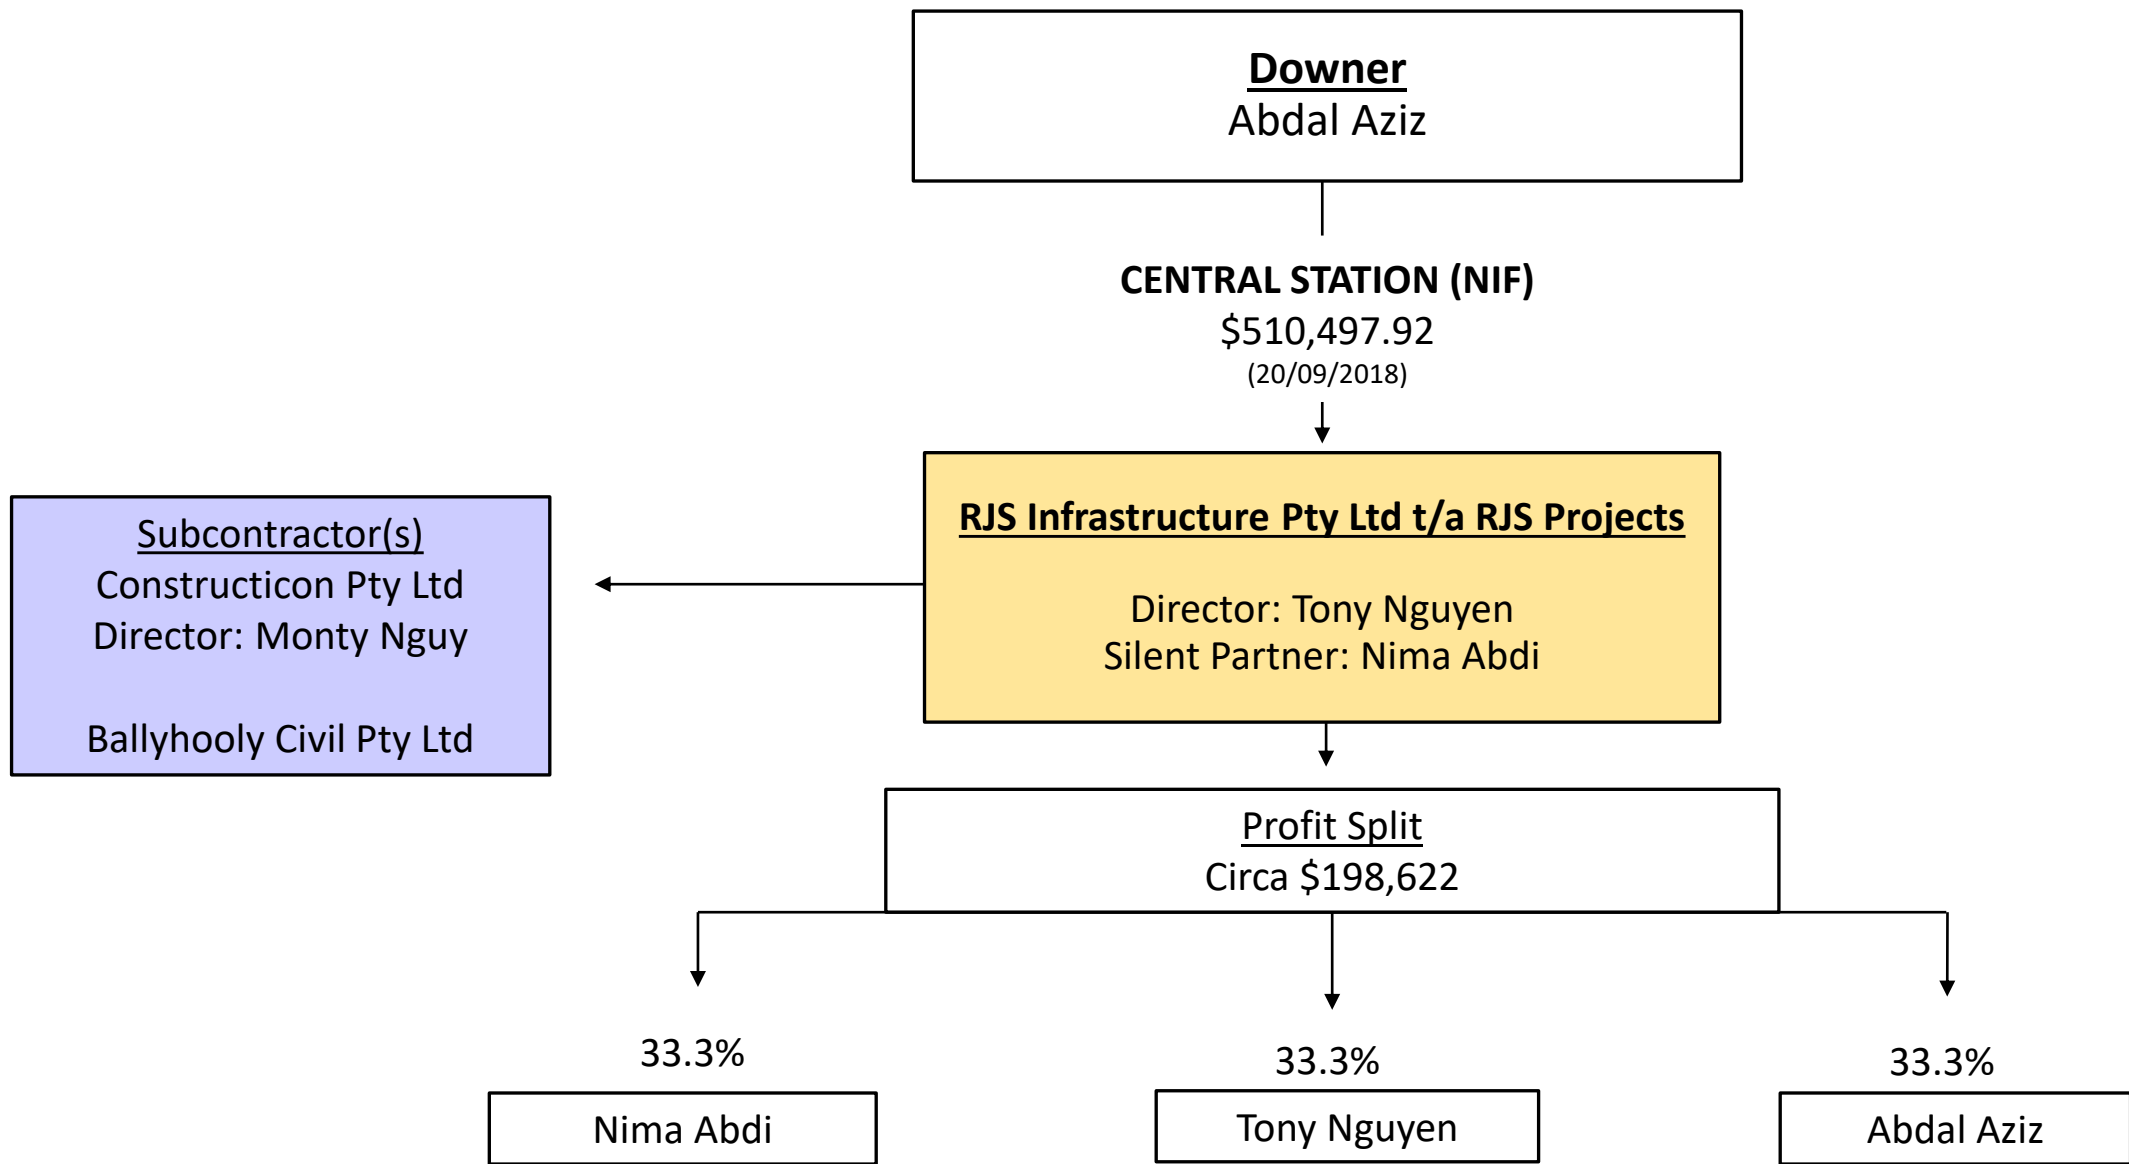 Downer
Abdal Aziz
CENTRAL STATION (NIF)
$510,497.92
(20/09/2018)
RJS Infrastructure Pty Ltd t/a RJS Projects
Director: Tony Nguyen
Silent Partner: Nima Abdi
Subcontractor(s)
Constructicon Pty Ltd
Director: Monty Nguy
Ballyhooly Civil Pty Ltd
Profit Split
Circa $198,622
33.3%
Nima Abdi
33.3%
Tony Nguyen
33.3%
Abdal Aziz